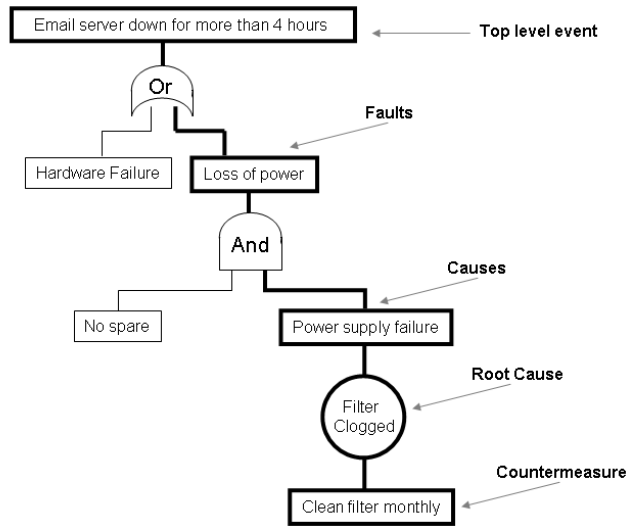 Email server down for more than 4 hours
Top level event
Or
Faults
Hardware Failure
Loss of power
And
Causes
No spare
Power supply failure
Root Cause
Filter
Clogged
Countermeasure
Clean filter monthly